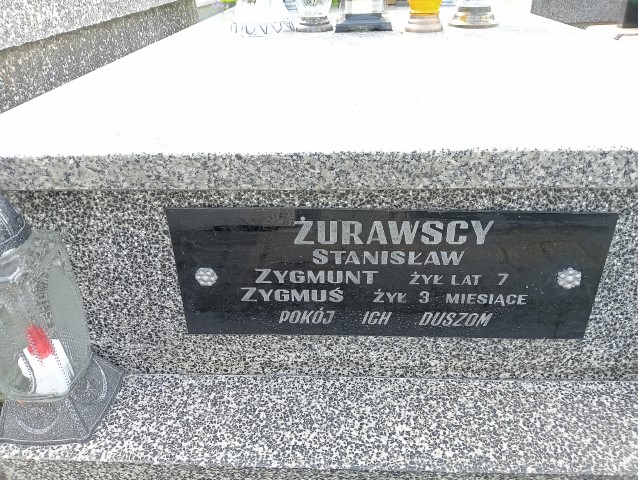 ŻURAWSCY
STANISŁAW
ZYGMUNT ŻYŁ LAT 7
ZYGMUŚ ŻYŁ 3 MIESIĄCE
POKÓJ ICH DUSZOM